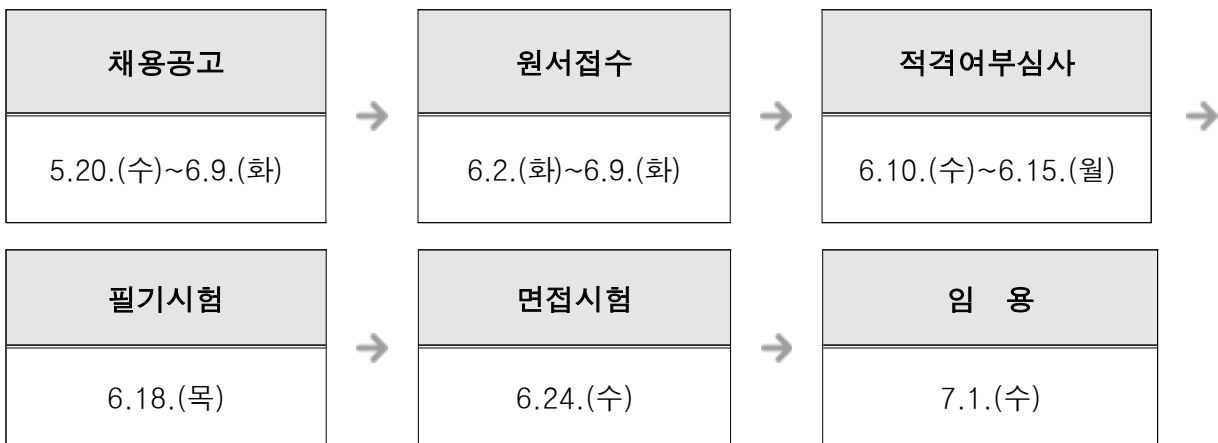 채용공고 원서접수 적격여부심사
5.20.(수)~6.9.(화) 6.2.(화)~6.9.(화) 6.10.(수)~6.15.(월)
필기시험 면접시험 임 용
6.18.(목) 6.24.(수) 7.1.(수)